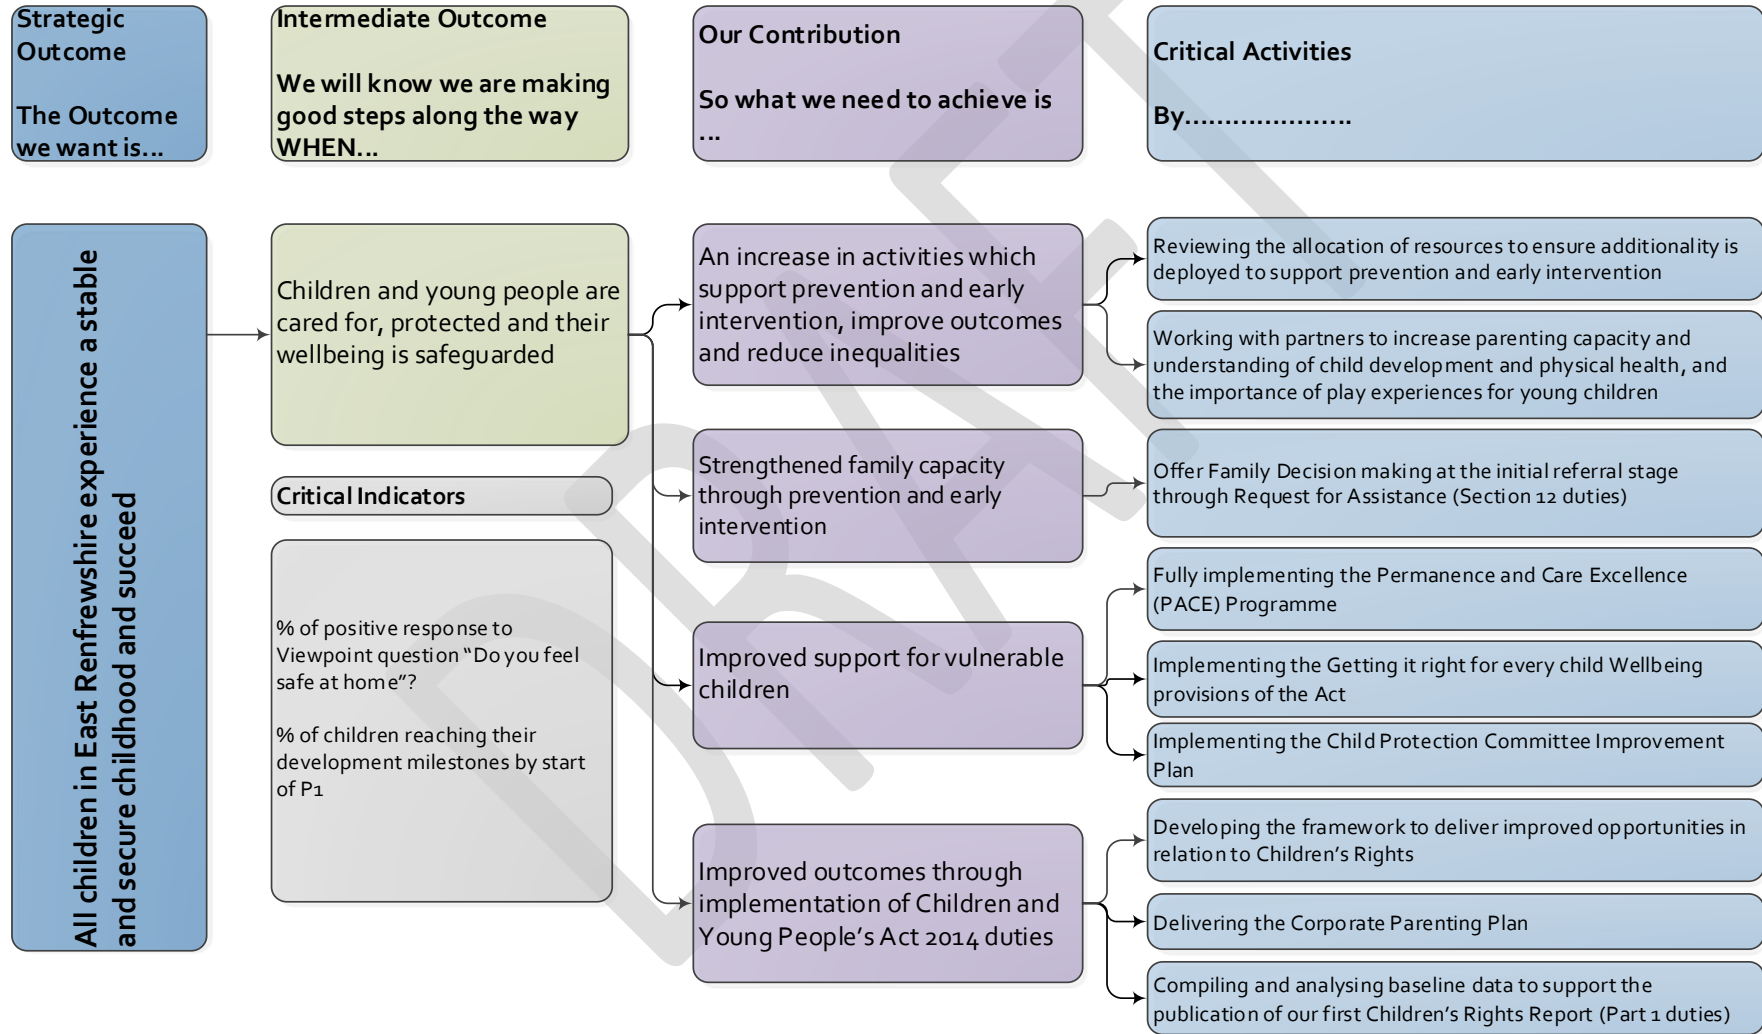 Strategic
Outcome
The Outcome
we want is...
Intermediate Outcome
We will know we are making
good steps along the way
WHEN...
Our Contribution
So what we need to achieve is
...
Critical Activities
By.....................
All children in East Renfrewshire experience a stable
and secure childhood and succeed
Children and young people are
cared for, protected and their
wellbeing is safeguarded
Critical Indicators
% of positive response to
Viewpoint question “Do you feel
safe at home”?
% of children reaching their
development milestones by start
of P1
An increase in activities which
support prevention and early
intervention, improve outcomes
and reduce inequalities
Strengthened family capacity
through prevention and early
intervention
Improved support for vulnerable
children
Improved outcomes through
implementation of Children and
Young People’s Act 2014 duties
Reviewing the allocation of resources to ensure additionality is
deployed to support prevention and early intervention
Working with partners to increase parenting capacity and
understanding of child development and physical health, and
the importance of play experiences for young children
Offer Family Decision making at the initial referral stage
through Request for Assistance (Section 12 duties)
Fully implementing the Permanence and Care Excellence
(PACE) Programme
Implementing the Getting it right for every child Wellbeing
provisions of the Act
Implementing the Child Protection Committee Improvement
Plan
Developing the framework to deliver improved opportunities in
relation to Children’s Rights
Delivering the Corporate Parenting Plan
Compiling and analysing baseline data to support the
publication of our first Children’s Rights Report (Part 1 duties)
DRAFT